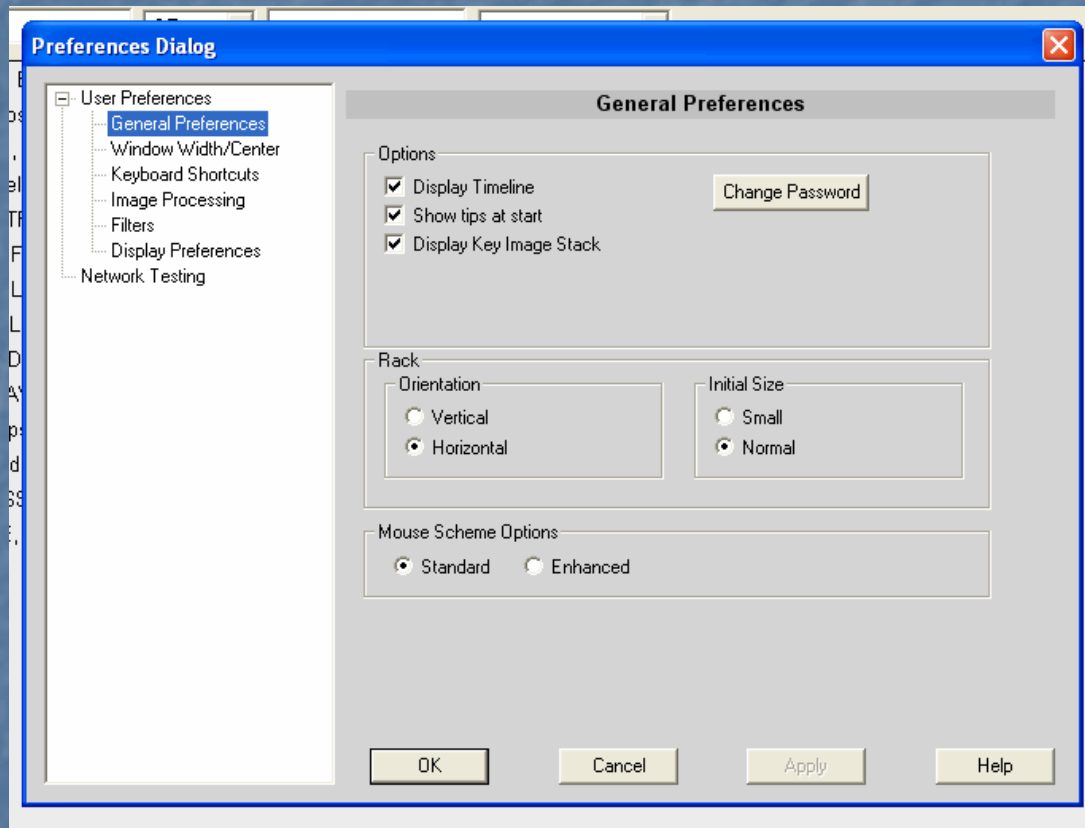 Preferences Dialog
User Preferences
General Preferences
Window Width/Center
Keyboard Shortcuts
Image Processing
Filters
Display Preferences
Network Testing
General Preferences
Options
Display Timeline
Change Password
Show tips at start
Display Key Image Stack
Rack
Orientation
Vertical
Horizontal
Initial Size
Small
Normal
Mouse Scheme Options
Standard Enhanced
OK Cancel Apply Help